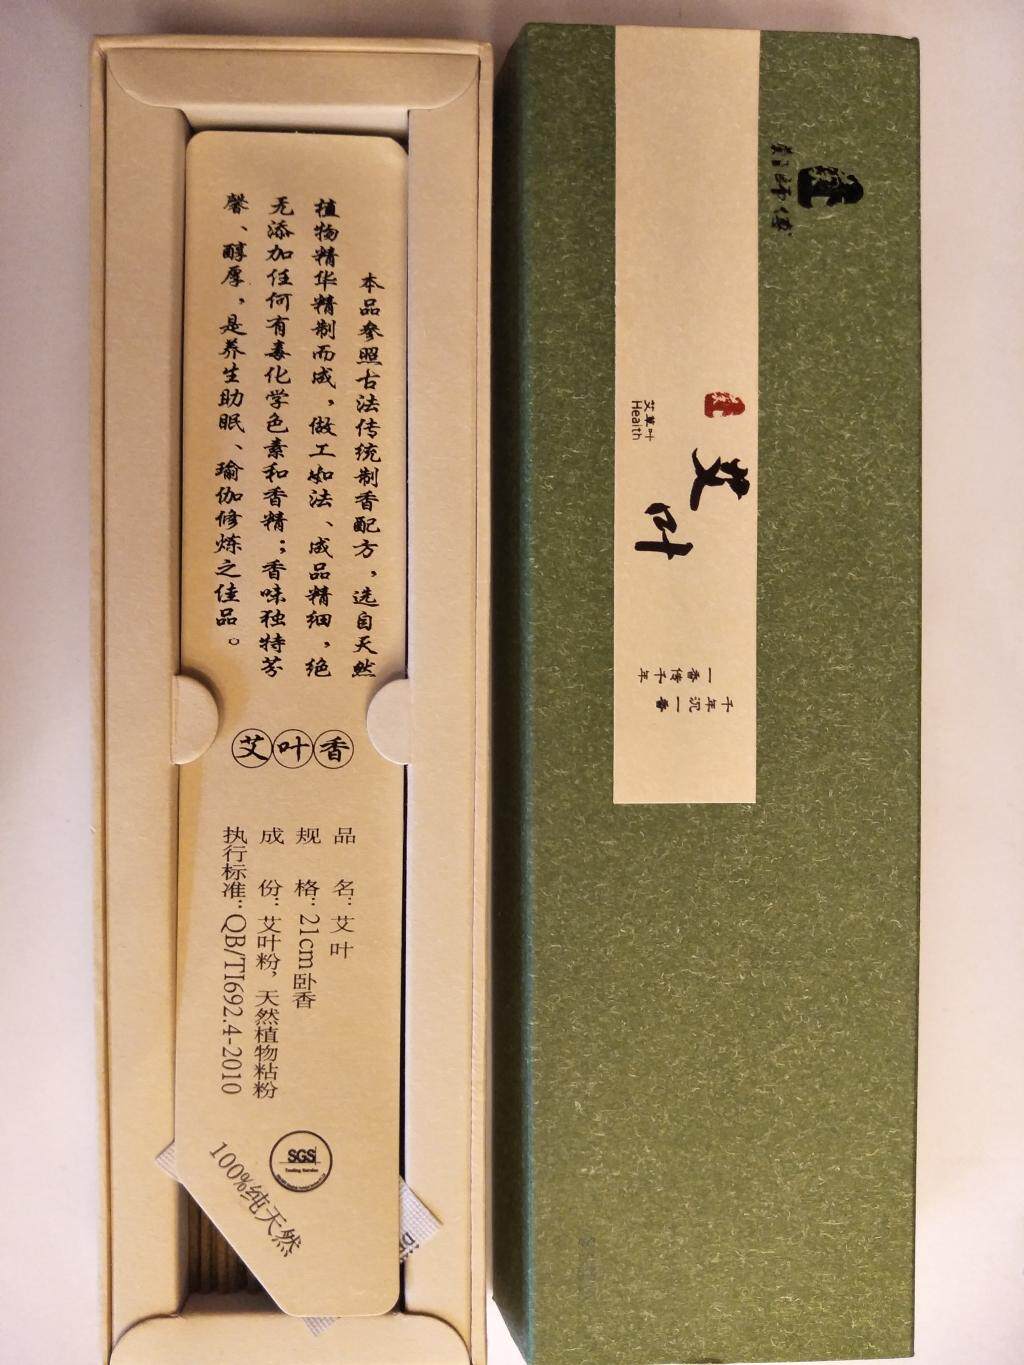 本品参照古法传统制香配方，选自天然
植物精华精制而成，做工如法、成品精细，绝
无添加任何有毒化学色素和香精；香味独特芬
馨、醇厚，是养生助眠、瑜伽修炼之佳品。
艾叶香
品 名：艾叶
规 格：21cm卧香
成 份：艾叶粉，天然植物粘粉
执行标准：QB/T1692.4-2010
SGS
Testing Service
100%纯天然
艾叶
艾草叶
Health
千年沉一香
一香传千年